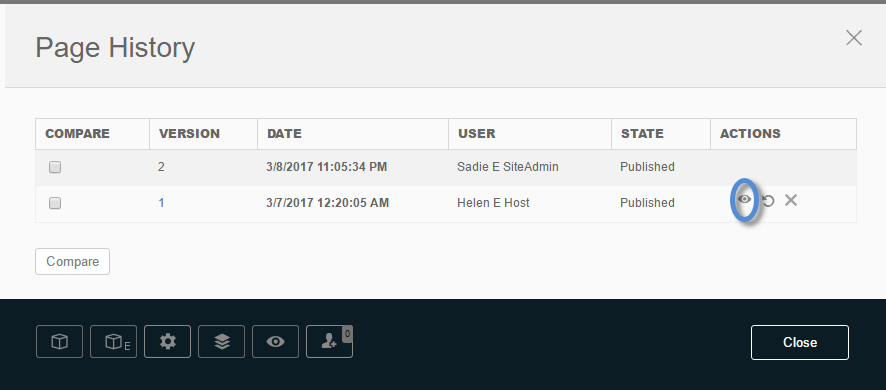 Page History
COMPARE VERSION DATE USER STATE ACTIONS
2 3/8/2017 11:05:34 PM Sadie E SiteAdmin Published
1 3/7/2017 12:20:05 AM Helen E Host Published
Compare
E 0 Close